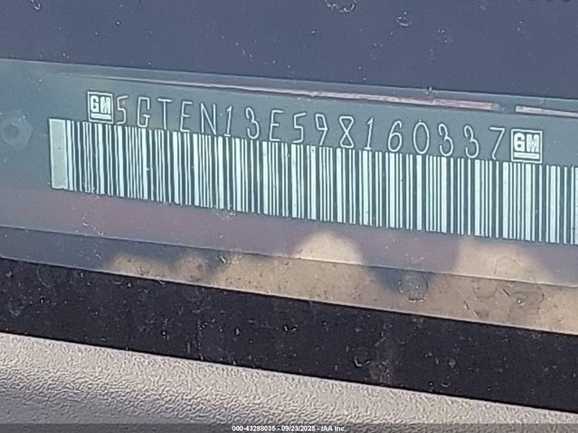 GM 5GTEN13E598160337 GM
000-43288035 - 09/23/2025 - IAA Inc.